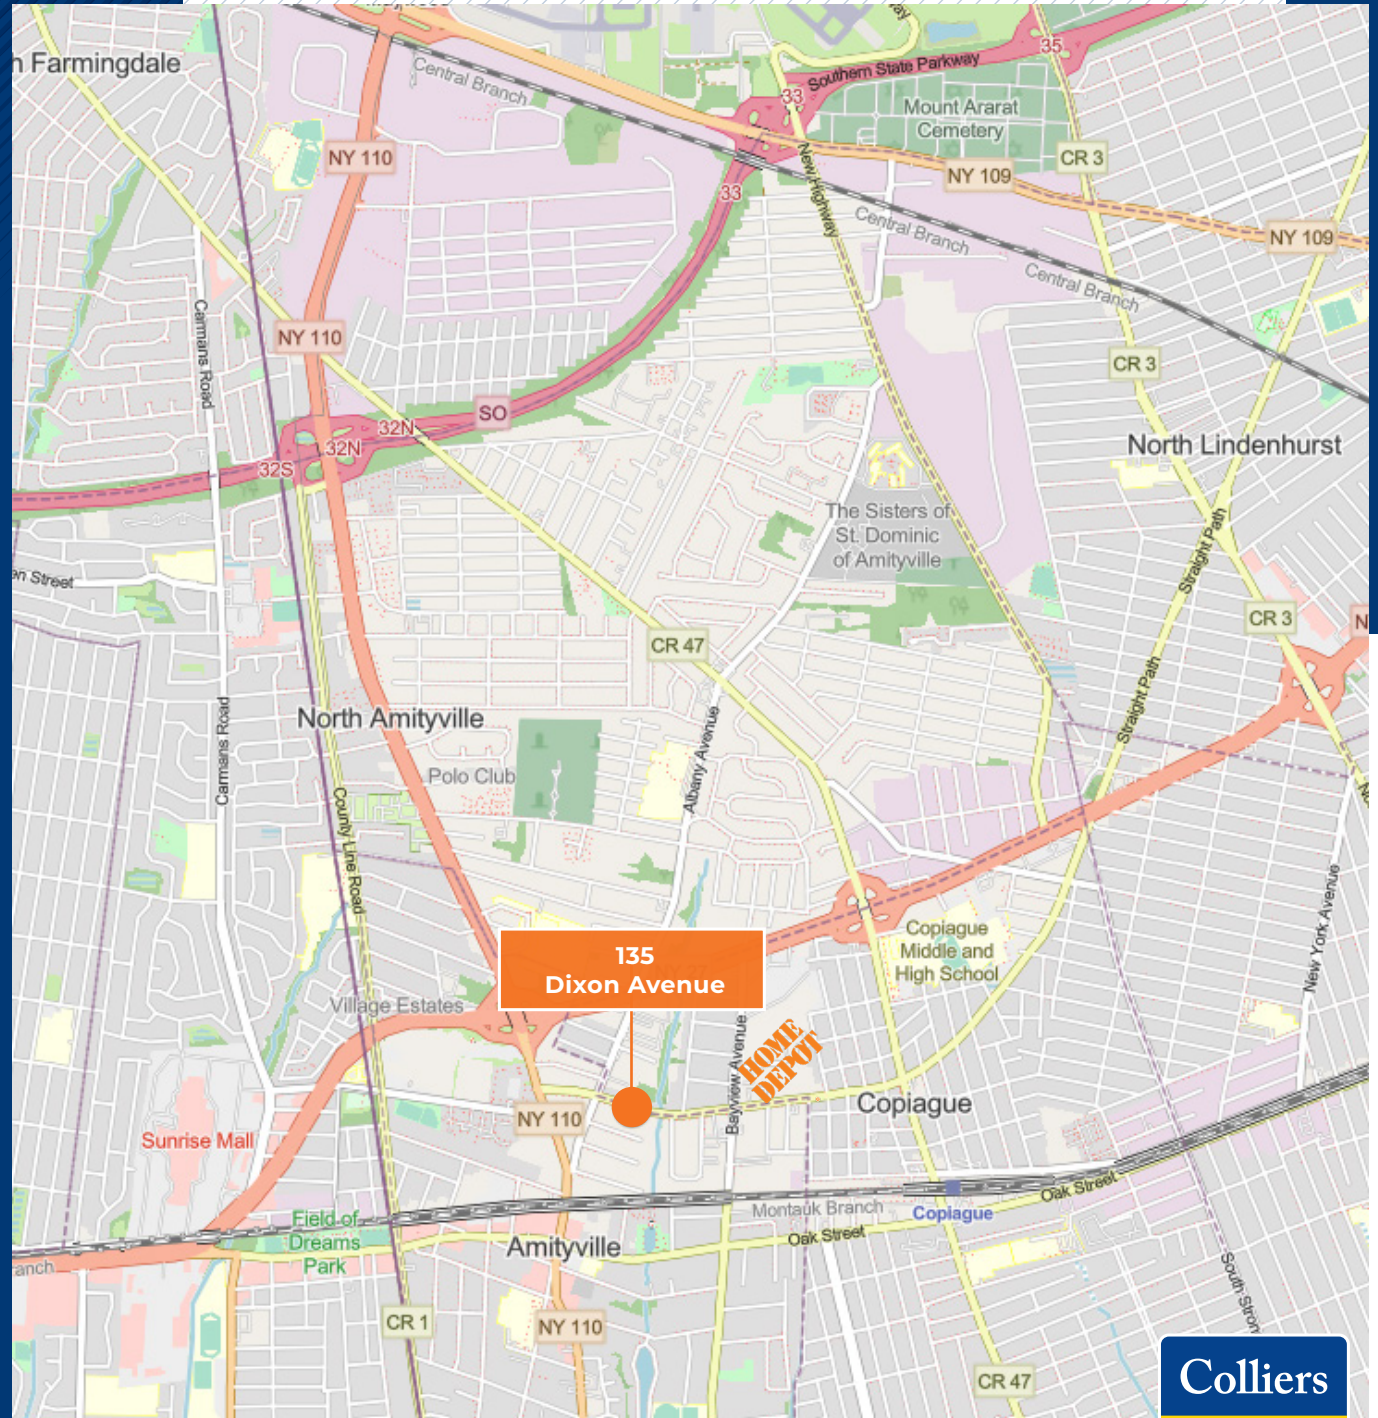 n Farmingdale
Central Branch
Southern State Parkway
35
33
Mount Ararat
Cemetery
NY 110
CR 3
NY 109
33
New Highway
Central Branch
NY 109
Central Branch
Carmans Road
NY 110
CR 3
SO
32N
32N
32S
North Lindenhurst
The Sisters of
St. Dominic
of Amityville
Straight Path
en Street
CR 3
N
CR 47
Straight Path
North Amityville
Carmans Road
Albany Avenue
Polo Club
County Line Road
New York Avenue
Copiague
Middle and
High School
135
Dixon Avenue
Village Estates
Bayview Avenue
HOME
DEPOT
NY 110
Copiague
Sunrise Mall
Oak Street
Montauk Branch
Copiague
Field of
Dreams
Park
Amityville
Oak Street
ranch
South Stron
CR 1
NY 110
CR 47
Colliers